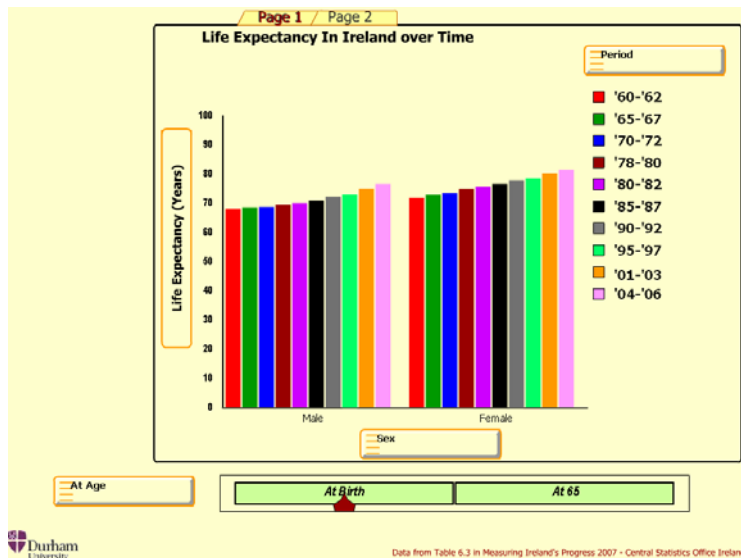 Page 1 / Page 2
Life Expectancy In Ireland over Time
Period
'60-'62
'65-'67
'70-'72
'78-'80
'80-'82
'85-'87
'90-'92
'95-'97
'01-'03
'04-'06
Life Expectancy (Years)
100
90
80
70
60
50
40
30
20
10
0
Male Female
Sex
At Age
At Birth At 65
Durham
University
Data from Table 6.3 in Measuring Ireland's Progress 2007 - Central Statistics Office Irelan